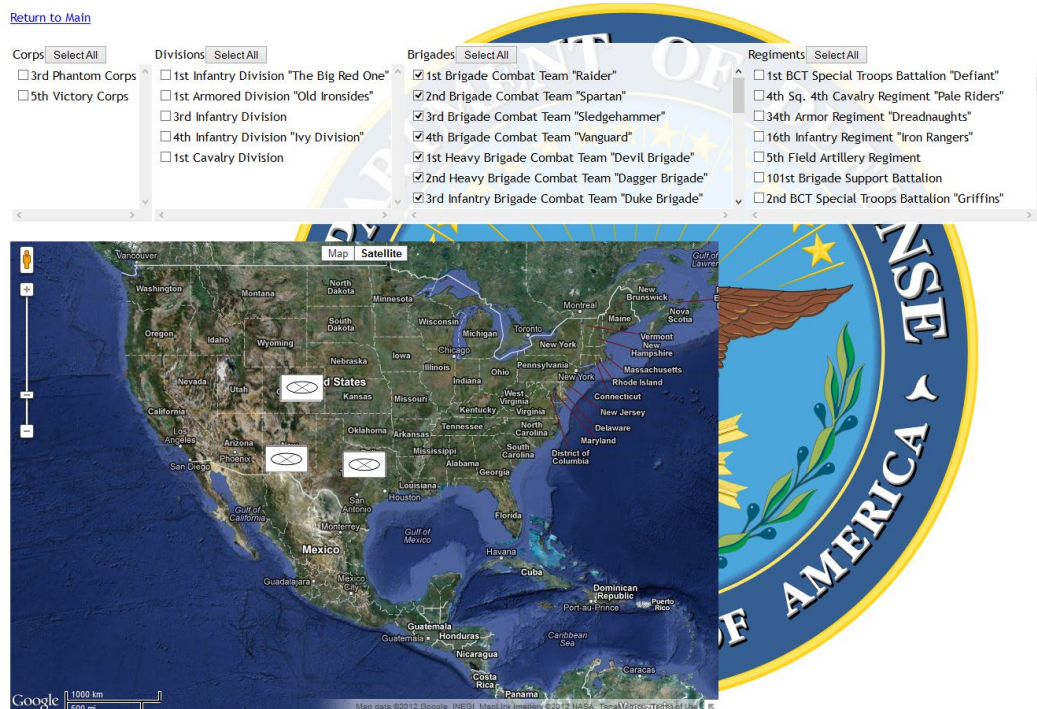 Return to Main
Corps Select All
3rd Phantom Corps
5th Victory Corps
Divisions Select All
1st Infantry Division "The Big Red One"
1st Armored Division "Old Ironsides"
3rd Infantry Division
4th Infantry Division "Ivy Division"
1st Cavalry Division
Brigades Select All
1st Brigade Combat Team "Raider"
2nd Brigade Combat Team "Spartan"
3rd Brigade Combat Team "Sledgehammer"
4th Brigade Combat Team "Vanguard"
1st Heavy Brigade Combat Team "Devil Brigade"
2nd Heavy Brigade Combat Team "Dagger Brigade"
3rd Infantry Brigade Combat Team "Duke Brigade"
Regiments Select All
1st BCT Special Troops Battalion "Defiant"
4th Sq. 4th Cavalry Regiment "Pale Riders"
34th Armor Regiment "Dreadnaughts"
16th Infantry Regiment "Iron Rangers"
5th Field Artillery Regiment
101st Brigade Support Battalion
2nd BCT Special Troops Battalion "Griffins"
Map Satellite
Vancouver
Washington
Montana
North
Dakota
Minnesota
Gulf of
New
Brunswick
Montreal
Maine
Nova
Scotia
Oregon
Idaho
Wyoming
South
Dakota
Wisconsin
Michigan
Toronto
Vermont
New
Hampshire
Nebraska
Iowa
Chicago
Illinois
Indiana
Ohio
Pennsylvania
New York
New York
Massachusetts
Rhode Island
Connecticut
New Jersey
Delaware
Maryland
District of
Columbia
Nevada
Utah
d States
Kansas
Missouri
West
Virginia
Kentucky
Virginia
California
Los
Angeles
San Diego
Arizona
Phoenix
Oklahoma
Arkansas
Tennessee
North
Carolina
South
Carolina
Mississippi
Alabama
Georgia
Louisiana
Houston
San
Antonio
Florida
Gulf of
California
Monterrey
Gulf of
Mexico
Mexico
Havana
Cuba
Guadalajara
Mexico
City
Dominican
Republic
Port-au-Prince
Puerto
Rico
Guatemala
Guatemala
Honduras
Nicaragua
Caribbean
Sea
Costa
Rica
Panama
Caracas
Google
1000 km
500 mi
Map data ©2012 Google, INEGI, MapLink Imagery ©2012 NASA, TerraMetrics - Terms of Use
OF AMERICA